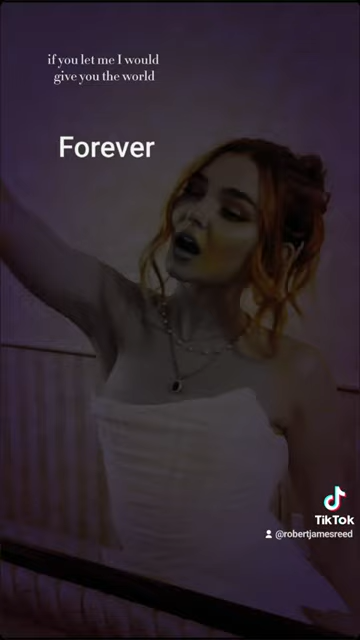 if you let me I would
give you the world
Forever
TikTok
@robertjamesreed